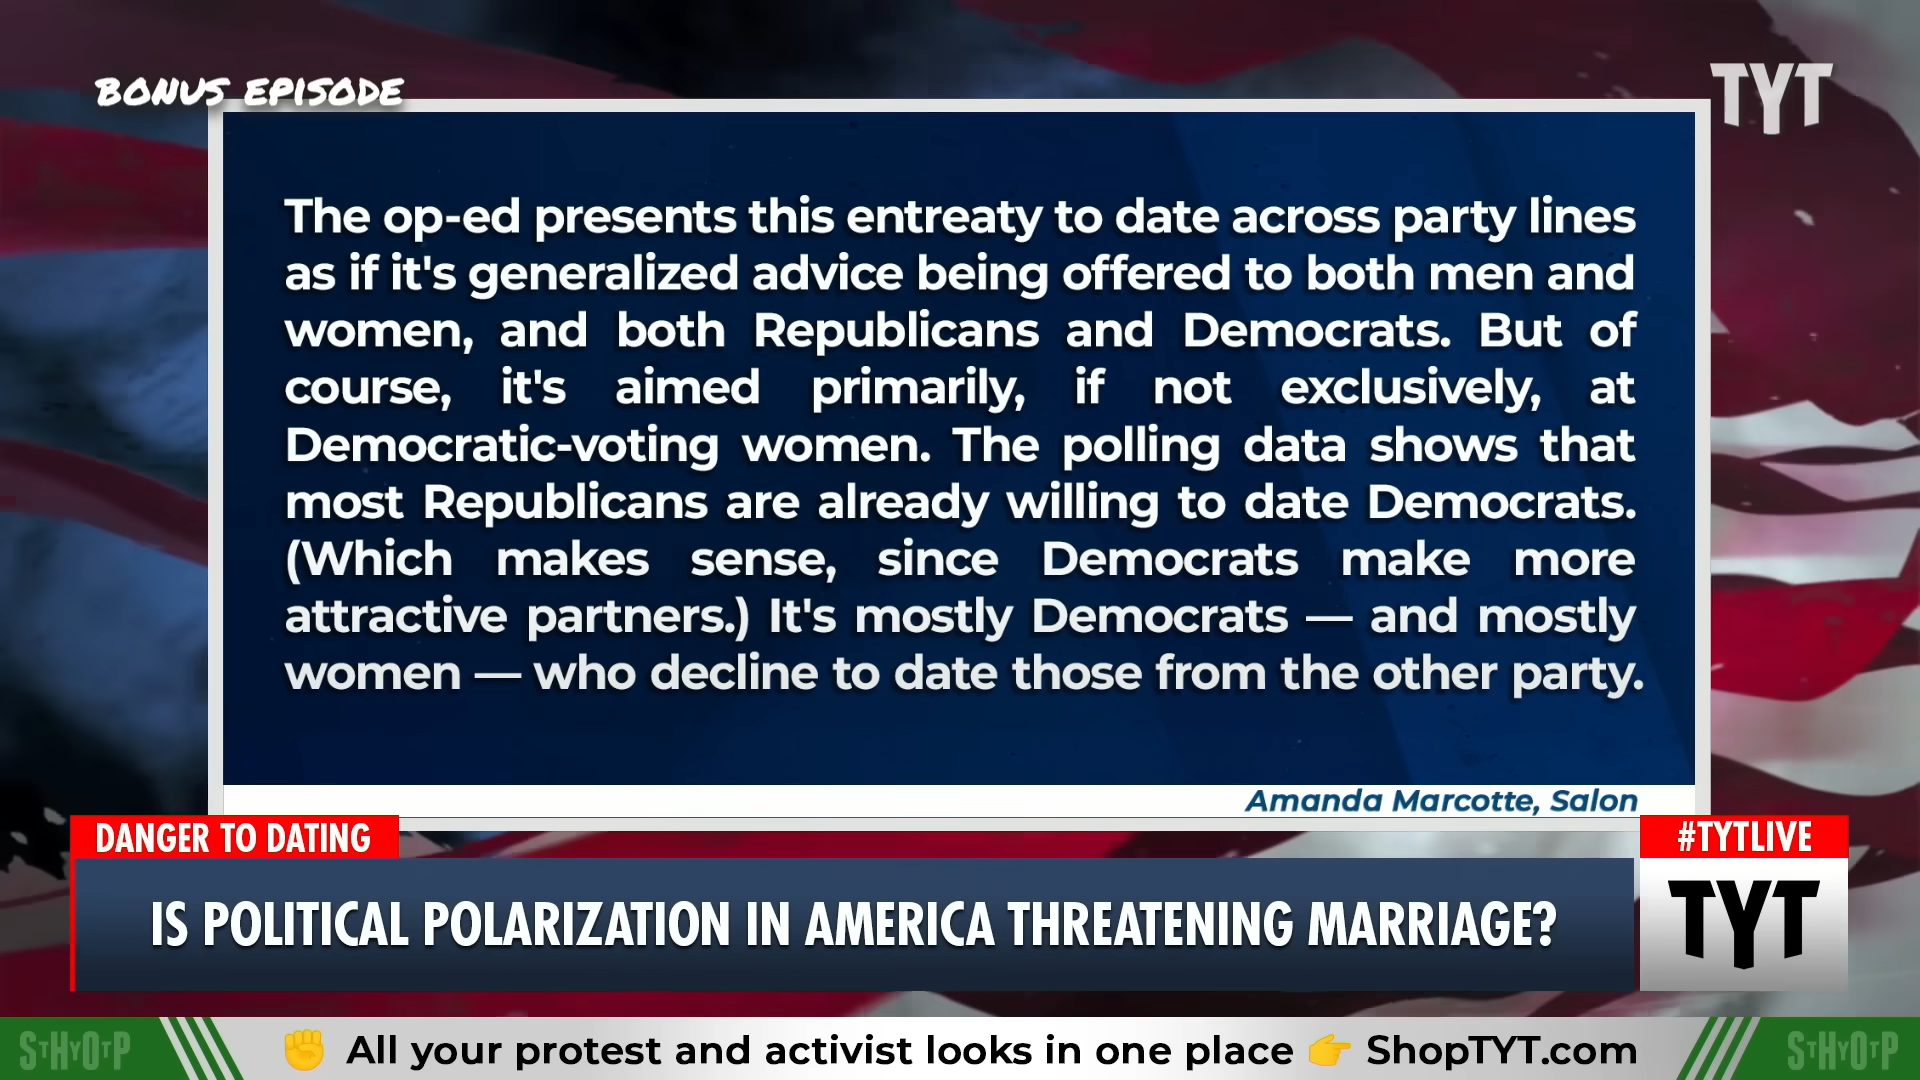 BONUS EPISODE
TYT
The op-ed presents this entreaty to date across party lines
as if it's generalized advice being offered to both men and
women, and both Republicans and Democrats. But of
course, it's aimed primarily, if not exclusively, at
Democratic-voting women. The polling data shows that
most Republicans are already willing to date Democrats.
(Which makes sense, since Democrats make more
attractive partners.) It's mostly Democrats — and mostly
women — who decline to date those from the other party.
Amanda Marcotte, Salon
DANGER TO DATING
#TYTLIVE
IS POLITICAL POLARIZATION IN AMERICA THREATENING MARRIAGE?
TYT
STHYOTP
✊ All your protest and activist looks in one place 👉 ShopTYT.com
STHYOTP